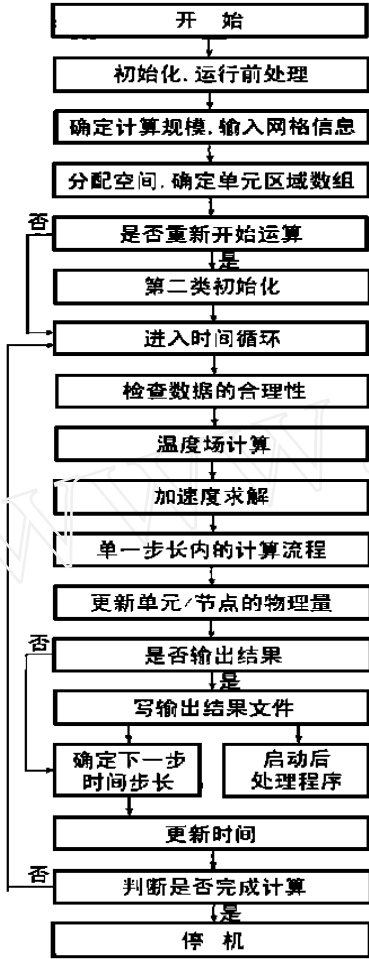 开 始
初始化.运行前处理
确定计算规模.输入网格信息
分配空间.确定单元区域数组
否
是否重新开始运算
是
第二类初始化
进入时间循环
检查数据的合理性
温度场计算
加速度求解
单一步长内的计算流程
更新单元/节点的物理量
否
是否输出结果
是
写输出结果文件
确定下一步
时间步长
启动后
处理程序
更新时间
否
判断是否完成计算
是
停 机